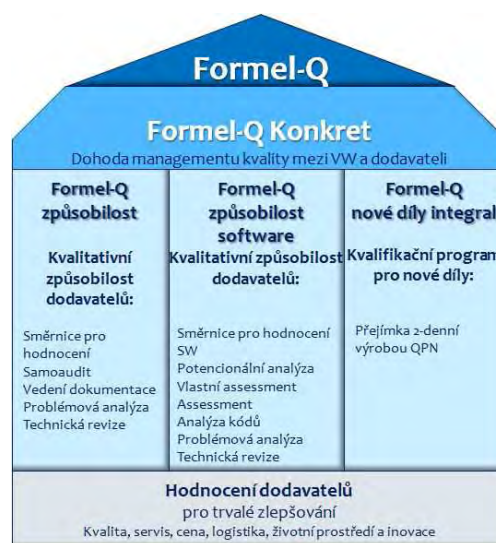 Formel-Q
Formel-Q Konkret
Dohoda managementu kvality mezi VW a dodavateli
Formel-Q
způsobilost
Kvalitativní
způsobilost
dodavatelů:
Směrnice pro
hodnocení
Samoaudit
Vedení dokumentace
Problémová analýza
Technická revize
Formel-Q
způsobilost
software
Kvalitativní způsobilost
dodavatelů:
Směrnice pro hodnocení
SW
Potencionální analýza
Vlastní assessment
Assessment
Analýza kódů
Problémová analýza
Technická revize
Formel-Q
nové díly integral
Kvalifikační program
pro nové díly:
Přejímka 2-denní
výrobou QPN
Hodnocení dodavatelů
pro trvalé zlepšování
Kvalita, servis, cena, logistika, životní prostředí a inovace